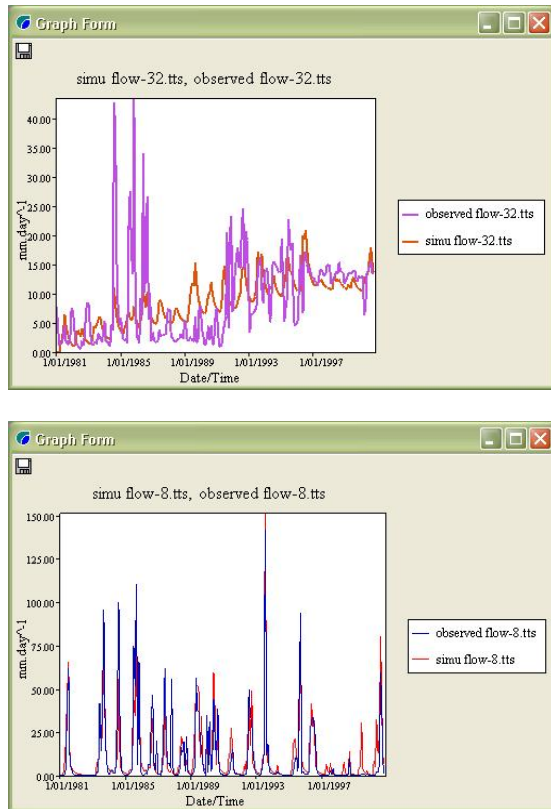 Graph Form
simu flow-32.tts, observed flow-32.tts
40.00
35.00
30.00
25.00
20.00
15.00
10.00
5.00
0.00
mm.day^-1
1/01/1981 1/01/1985 1/01/1989 1/01/1993 1/01/1997
Date/Time
observed flow-32.tts
simu flow-32.tts
Graph Form
simu flow-8.tts, observed flow-8.tts
150.00
125.00
100.00
75.00
50.00
25.00
0.00
mm.day^-1
1/01/1981 1/01/1985 1/01/1989 1/01/1993 1/01/1997
Date/Time
observed flow-8.tts
simu flow-8.tts